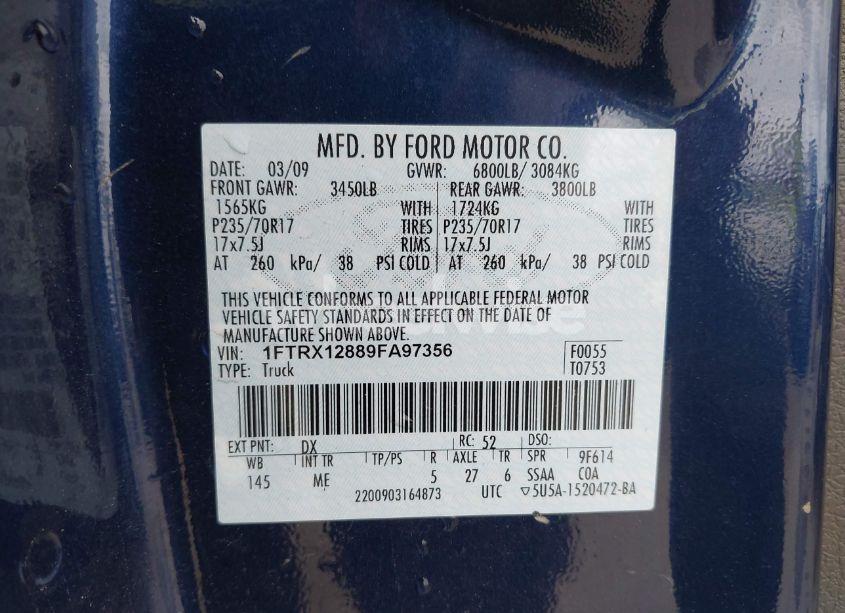 MFD. BY FORD MOTOR CO.
DATE: 03/09 GVWR: 6800LB/ 3084KG
FRONT GAWR: 3450LB REAR GAWR: 3800LB
1565KG WITH 1724KG WITH
P235/70R17 TIRES P235/70R17 TIRES
17x7.5J RIMS 17x7.5J RIMS
AT 260 kPa/ 38 PSI COLD AT 260 kPa/ 38 PSI COLD
THIS VEHICLE CONFORMS TO ALL APPLICABLE FEDERAL MOTOR
VEHICLE SAFETY STANDARDS IN EFFECT ON THE DATE OF
MANUFACTURE SHOWN ABOVE.
VIN: 1FTRX12889FA97356 F0055
TYPE: Truck T0753
EXT PNT: DX RC: 52 DSO:
WB INT TR TP/PS R AXLE TR SPR 9F614
145 ME 5 27 6 SSAA COA
2200903164873 UTC ▽5U5A-1520472-BA